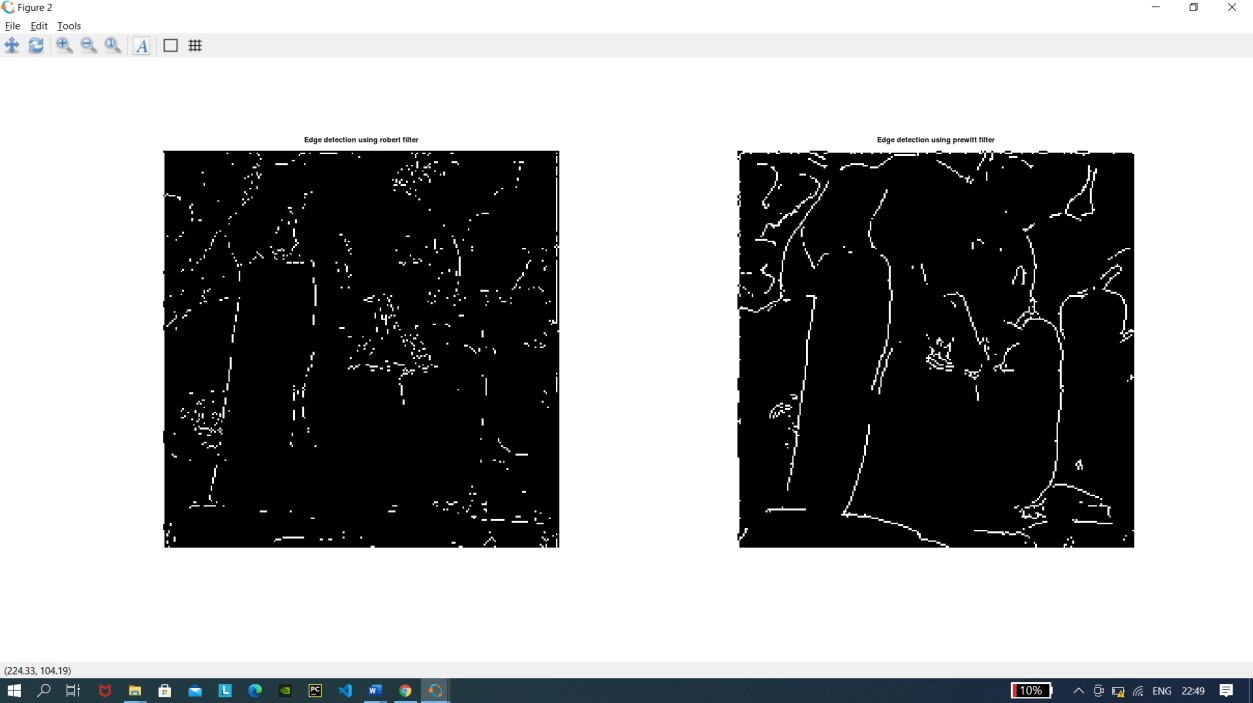 Figure 2
File Edit Tools
A
Edge detection using robert filter
Edge detection using prewitt filter
(224.33, 104.19)
L
PC
W
10%
ENG
22:49